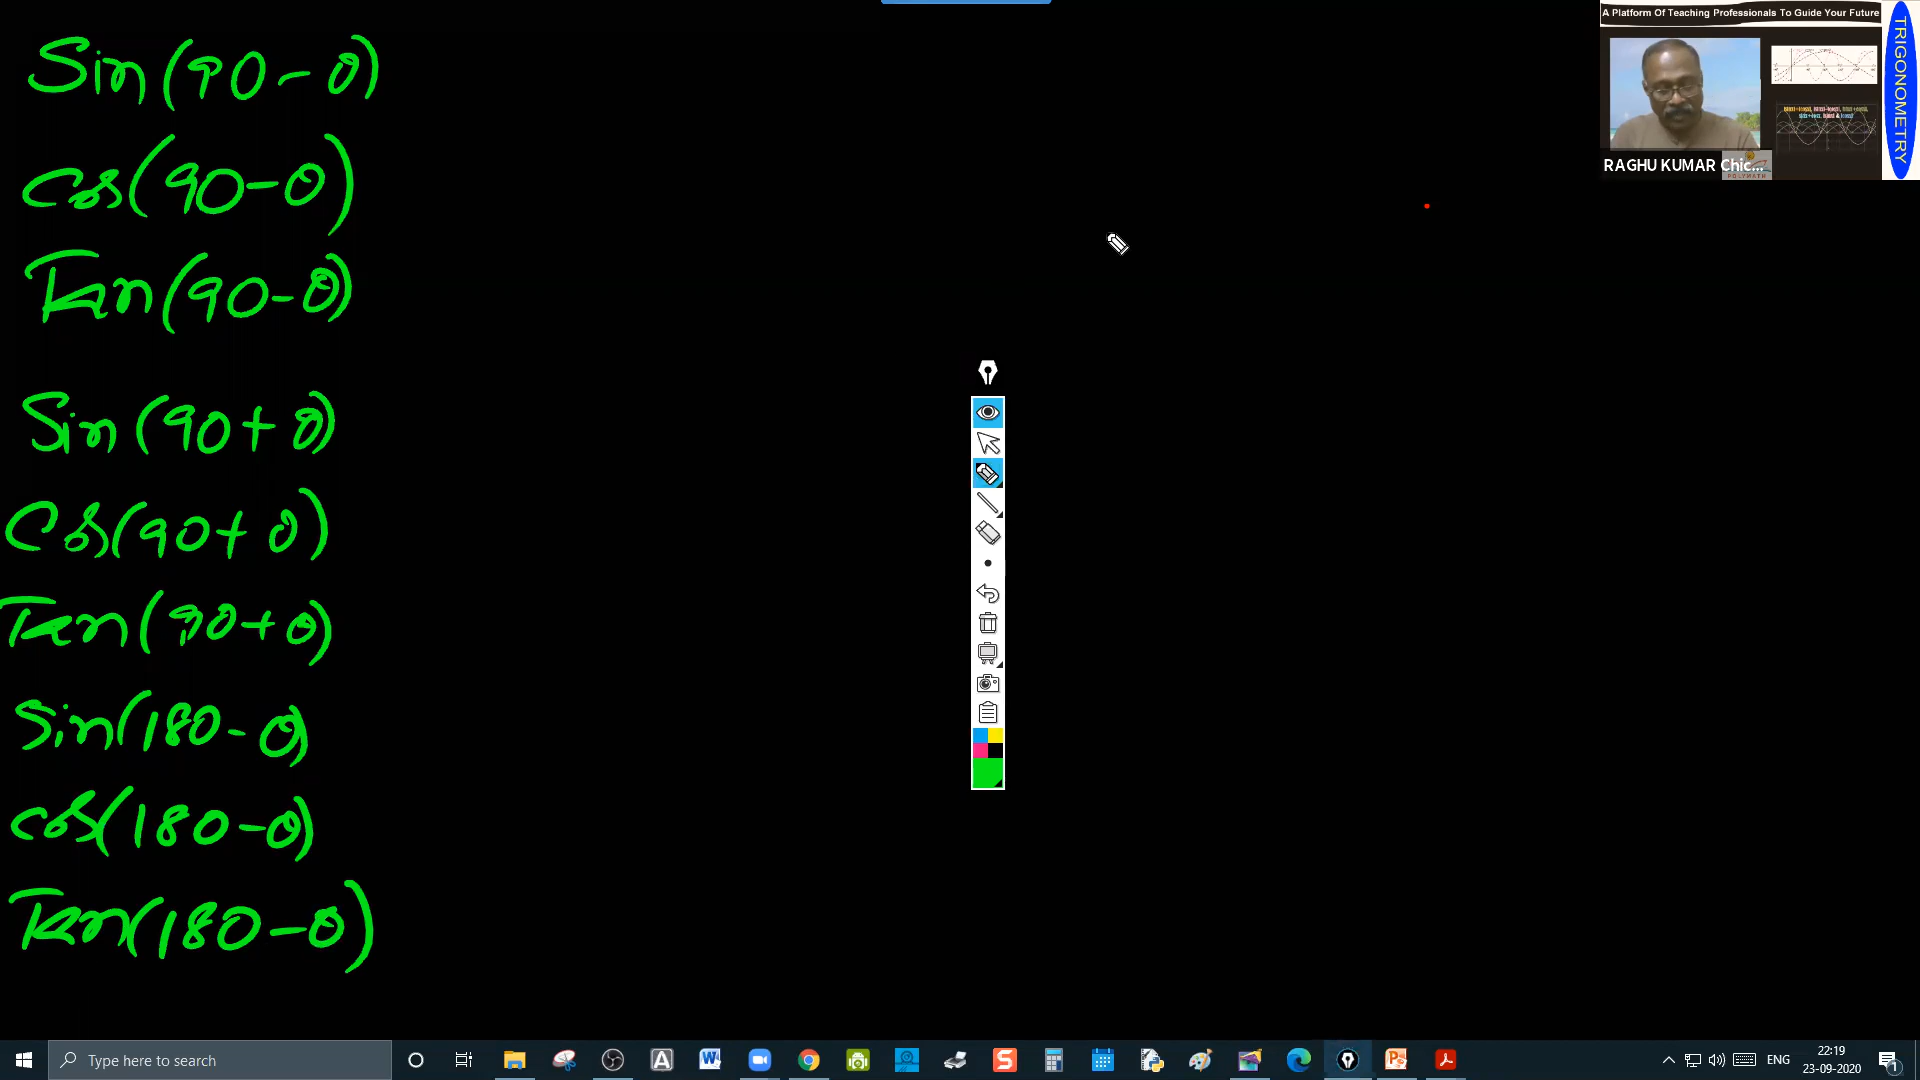 Sin(90-θ)
Cos(90-θ)
Tan(90-θ)
Sin(90+θ)
Cos(90+θ)
Tan(90+θ)
Sin(180-θ)
Cos(180-θ)
Tan(180-θ)
A Platform Of Teaching Professionals To Guide Your Future
RAGHU KUMAR Chic...
TRIGONOMETRY
Type here to search
ENG
22:19
23-09-2020
1